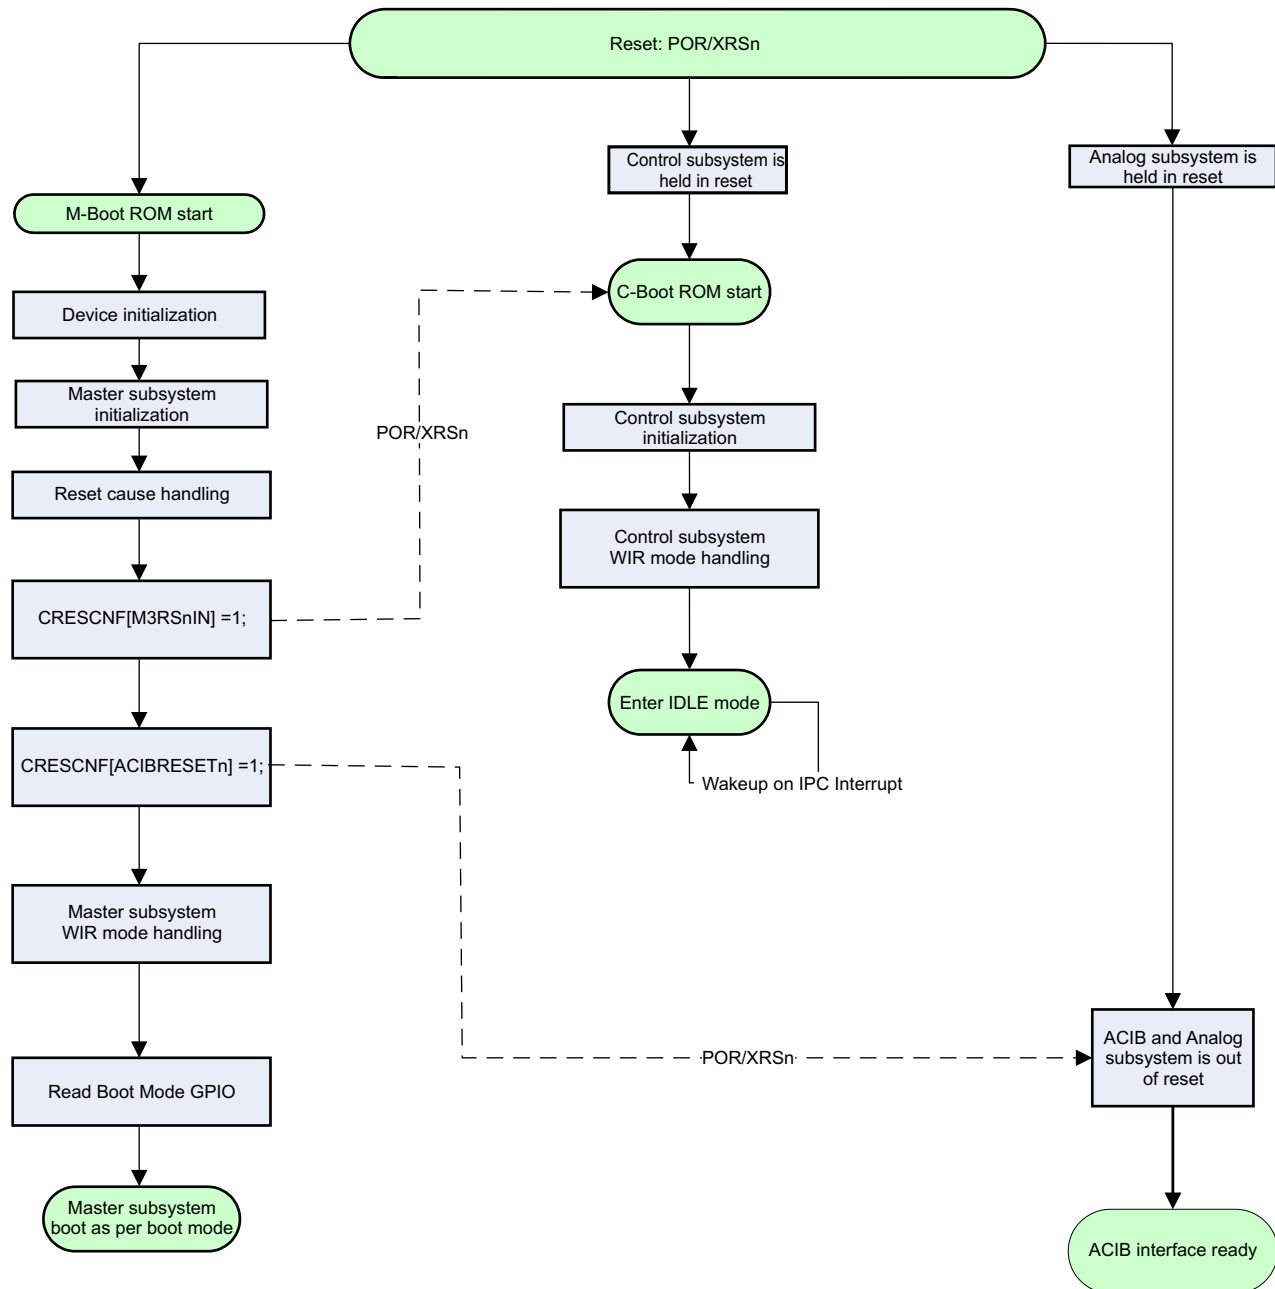 Reset: POR/XRSn
M-Boot ROM start
Device initialization
Master subsystem
initialization
Reset cause handling
CRESCNF[M3RSnIN] =1;
CRESCNF[ACIBRESETn] =1;
Master subsystem
WIR mode handling
Read Boot Mode GPIO
Master subsystem
boot as per boot mode
POR/XRSn
Control subsystem is
held in reset
C-Boot ROM start
Control subsystem
initialization
Control subsystem
WIR mode handling
Enter IDLE mode
Wakeup on IPC Interrupt
POR/XRSn
Analog subsystem is
held in reset
ACIB and Analog
subsystem is out
of reset
ACIB interface ready